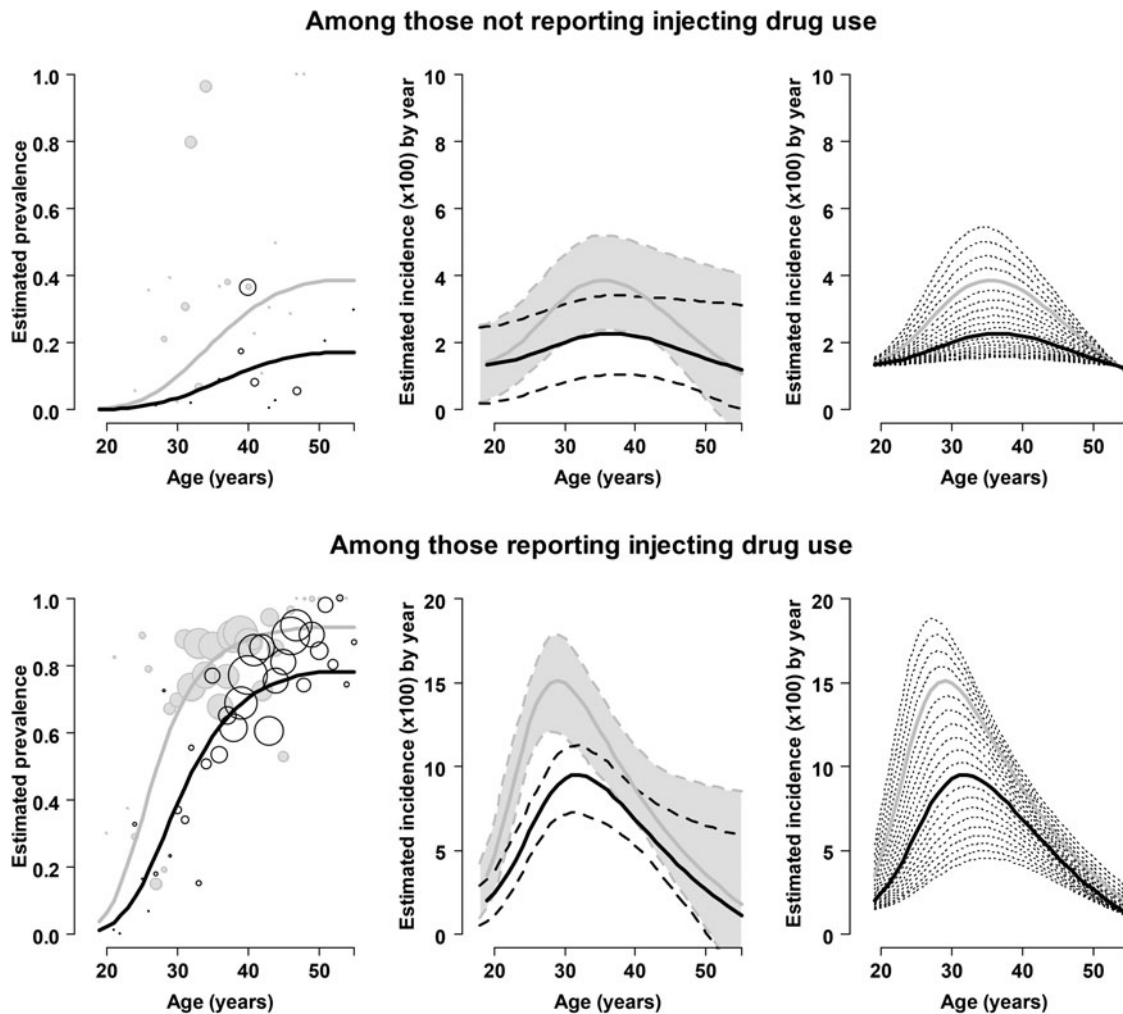 Among those not reporting injecting drug use
Estimated prevalence
1.0
0.8
0.6
0.4
0.2
0.0
20 30 40 50
Age (years)
Estimated incidence (x100) by year
10
8
6
4
2
0
20 30 40 50
Age (years)
Estimated incidence (x100) by year
10
8
6
4
2
0
20 30 40 50
Age (years)
Among those reporting injecting drug use
Estimated prevalence
1.0
0.8
0.6
0.4
0.2
0.0
20 30 40 50
Age (years)
Estimated incidence (x100) by year
20
15
10
5
0
20 30 40 50
Age (years)
Estimated incidence (x100) by year
20
15
10
5
0
20 30 40 50
Age (years)